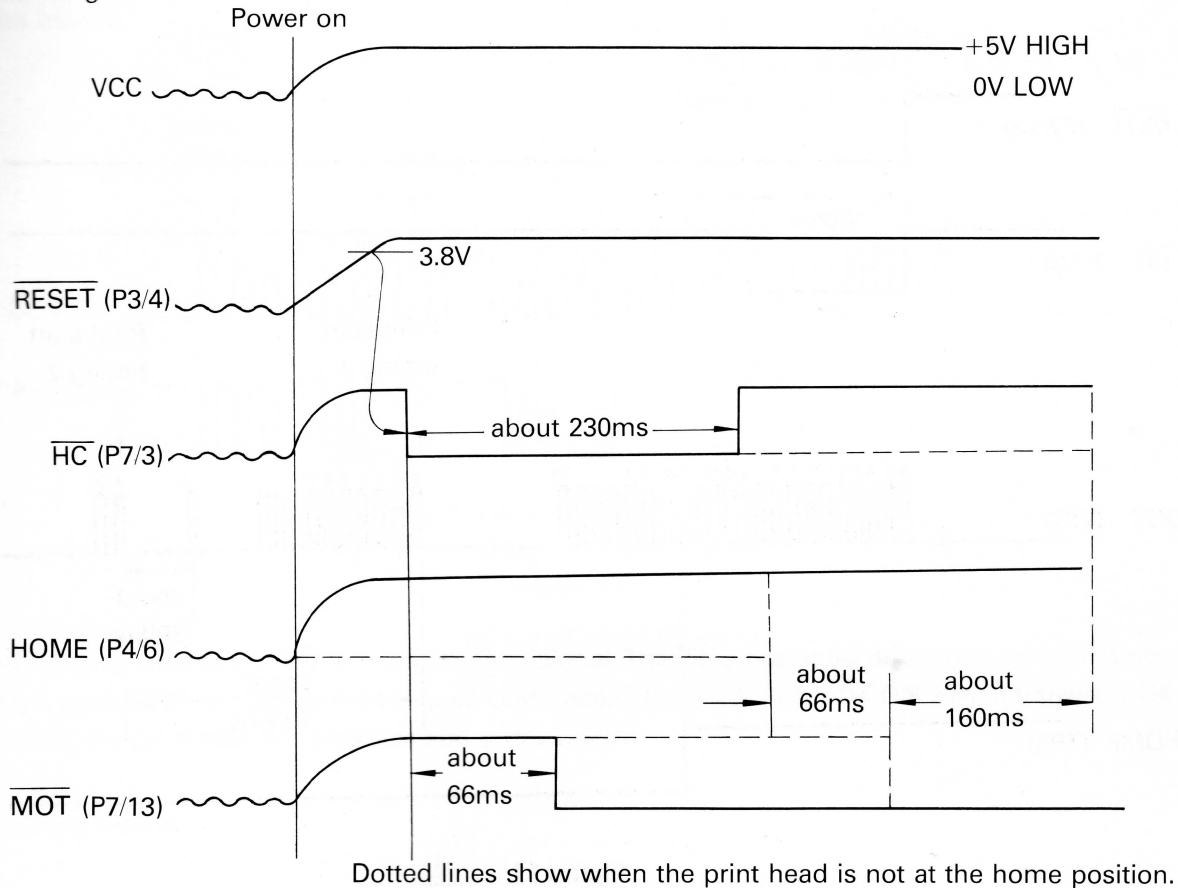 Power on
VCC
+5V HIGH
0V LOW
3.8V
RESET (P3/4)
about 230ms
HC (P7/3)
HOME (P4/6)
about
66ms
about
160ms
about
66ms
MOT (P7/13)
Dotted lines show when the print head is not at the home position.